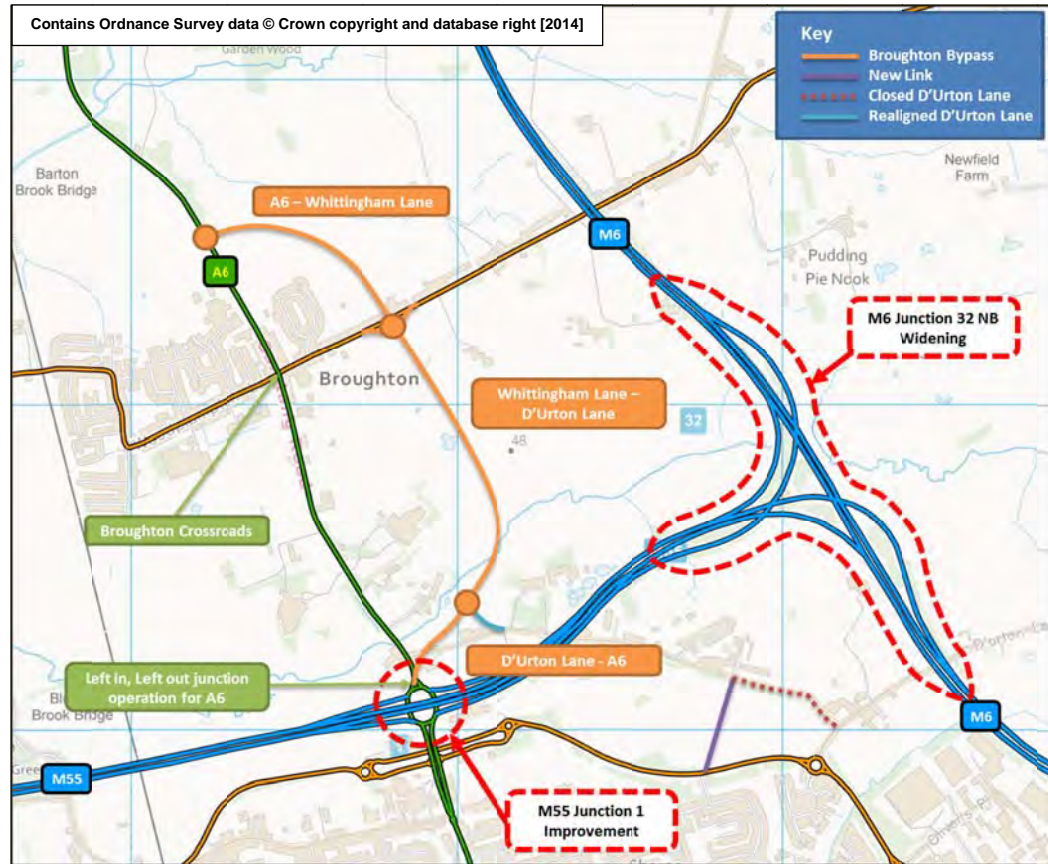 Contains Ordnance Survey data © Crown copyright and database right [2014]
Garden Wood
Key
Broughton Bypass
New Link
Closed D'Urton Lane
Realigned D'Urton Lane
Barton
Brook Bridge
Newfield
Farm
A6 – Whittingham Lane
M6
A6
Pudding
Pie Nook
M6 Junction 32 NB
Widening
Broughton
Whittingham Lane –
D'Urton Lane
32
48
Broughton Crossroads
D'Urton Lane - A6
Left in, Left out junction
operation for A6
Brook Bridge
M6
M55
M55 Junction 1
Improvement